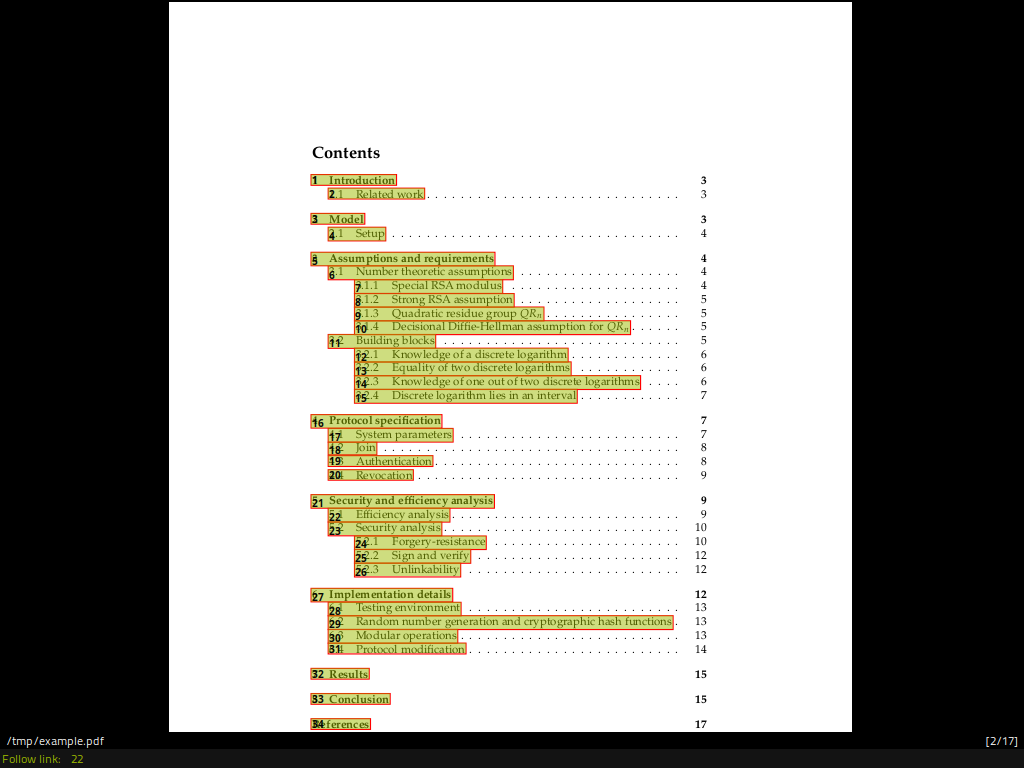 Contents
1 Introduction 3
2.1 Related work 3
3 Model 3
4.1 Setup 4
5 Assumptions and requirements 4
6.1 Number theoretic assumptions 4
7.1.1 Special RSA modulus 4
8.1.2 Strong RSA assumption 5
9.1.3 Quadratic residue group QRn 5
10.1.4 Decisional Diffie-Hellman assumption for QRn 5
11 Building blocks 5
12.2.1 Knowledge of a discrete logarithm 6
13.2.2 Equality of two discrete logarithms 6
14.2.3 Knowledge of one out of two discrete logarithms 6
15.2.4 Discrete logarithm lies in an interval 7
16 Protocol specification 7
17 System parameters 7
18 Join 8
19 Authentication 8
20 Revocation 9
21 Security and efficiency analysis 9
22 Efficiency analysis 9
23 Security analysis 10
24.2.1 Forgery-resistance 10
25.2.2 Sign and verify 12
26.2.3 Unlinkability 12
27 Implementation details 12
28 Testing environment 13
29 Random number generation and cryptographic hash functions 13
30 Modular operations 13
31 Protocol modification 14
32 Results 15
33 Conclusion 15
34 References 17
/tmp/example.pdf [2/17]
Follow link: 22